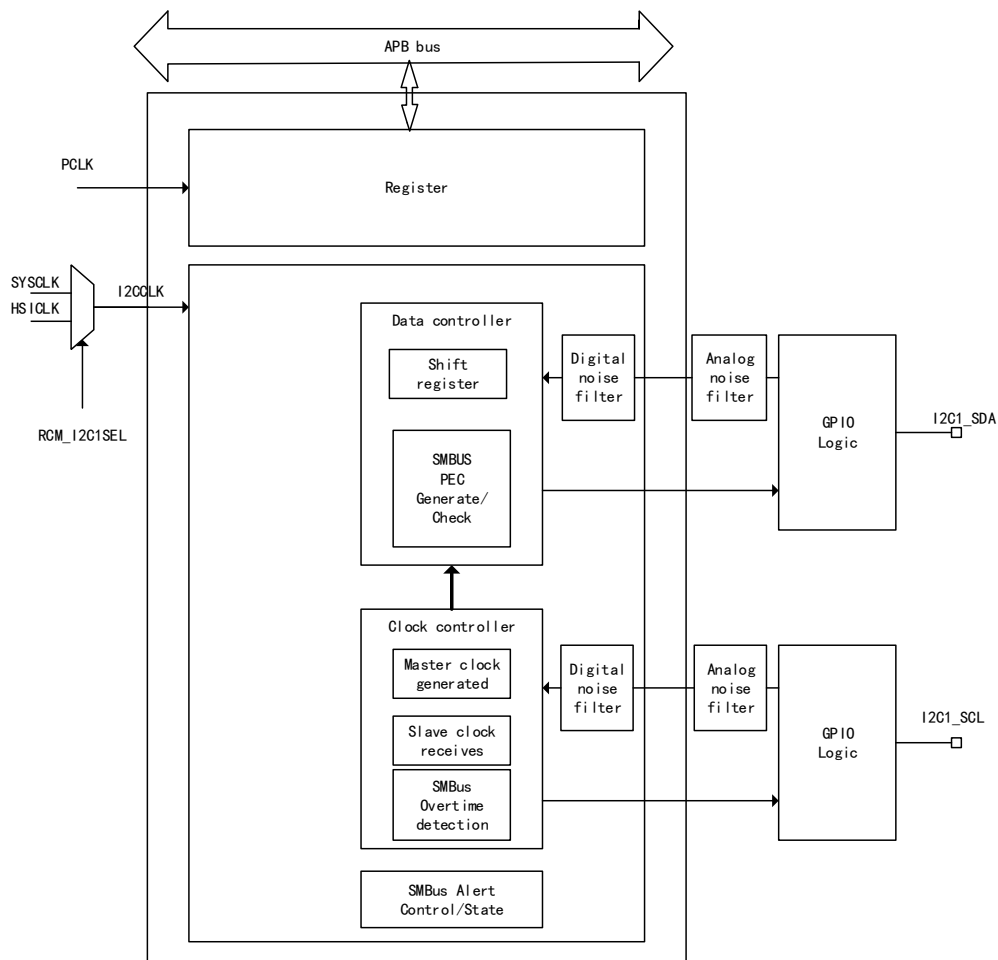 APB bus
PCLK
Register
SYSCLK
HSICLK
I2CCLK
RCM_I2C1SEL
Data controller
Shift
register
SMBUS
PEC
Generate/
Check
Digital
noise
filter
Analog
noise
filter
GPIO
Logic
I2C1_SDA
Clock controller
Master clock
generated
Slave clock
receives
SMBus
Overtime
detection
Digital
noise
filter
Analog
noise
filter
GPIO
Logic
I2C1_SCL
SMBus Alert
Control/State